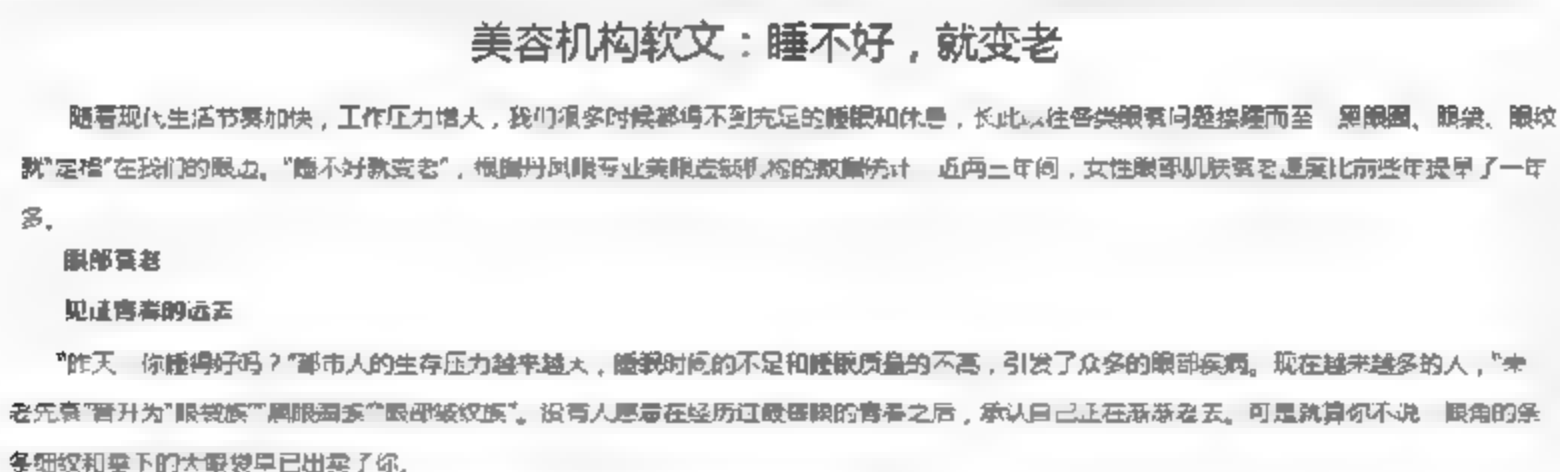 美容机构软文：睡不好，就变老
随着现代生活节奏加快，工作压力增大，我们很多时候都得不到充足的睡眠和休息，长此以往各类眼衰问题接踵而至 黑眼圈、眼袋、眼纹
就“定格”在我们的眼边。“睡不好就变老”，根据丹凤眼专业美眼连锁机构的数据统计 近两三年间，女性眼部肌肤衰老速度比前些年提早了一年
多。
眼部衰老
见证青春的远去
“昨天 你睡得好吗？”都市人的生存压力越来越大，睡眠时间的不足和睡眠质量的不高，引发了众多的眼部疾病。现在越来越多的人，“未
老先衰”晋升为“眼袋族”“黑眼圈族”“眼部皱纹族”。没有人愿意在经历过最耀眼的青春之后，承认自己正在渐渐老去。可是就算你不说 眼角的条
条细纹和垂下的大眼袋早已出卖了你。